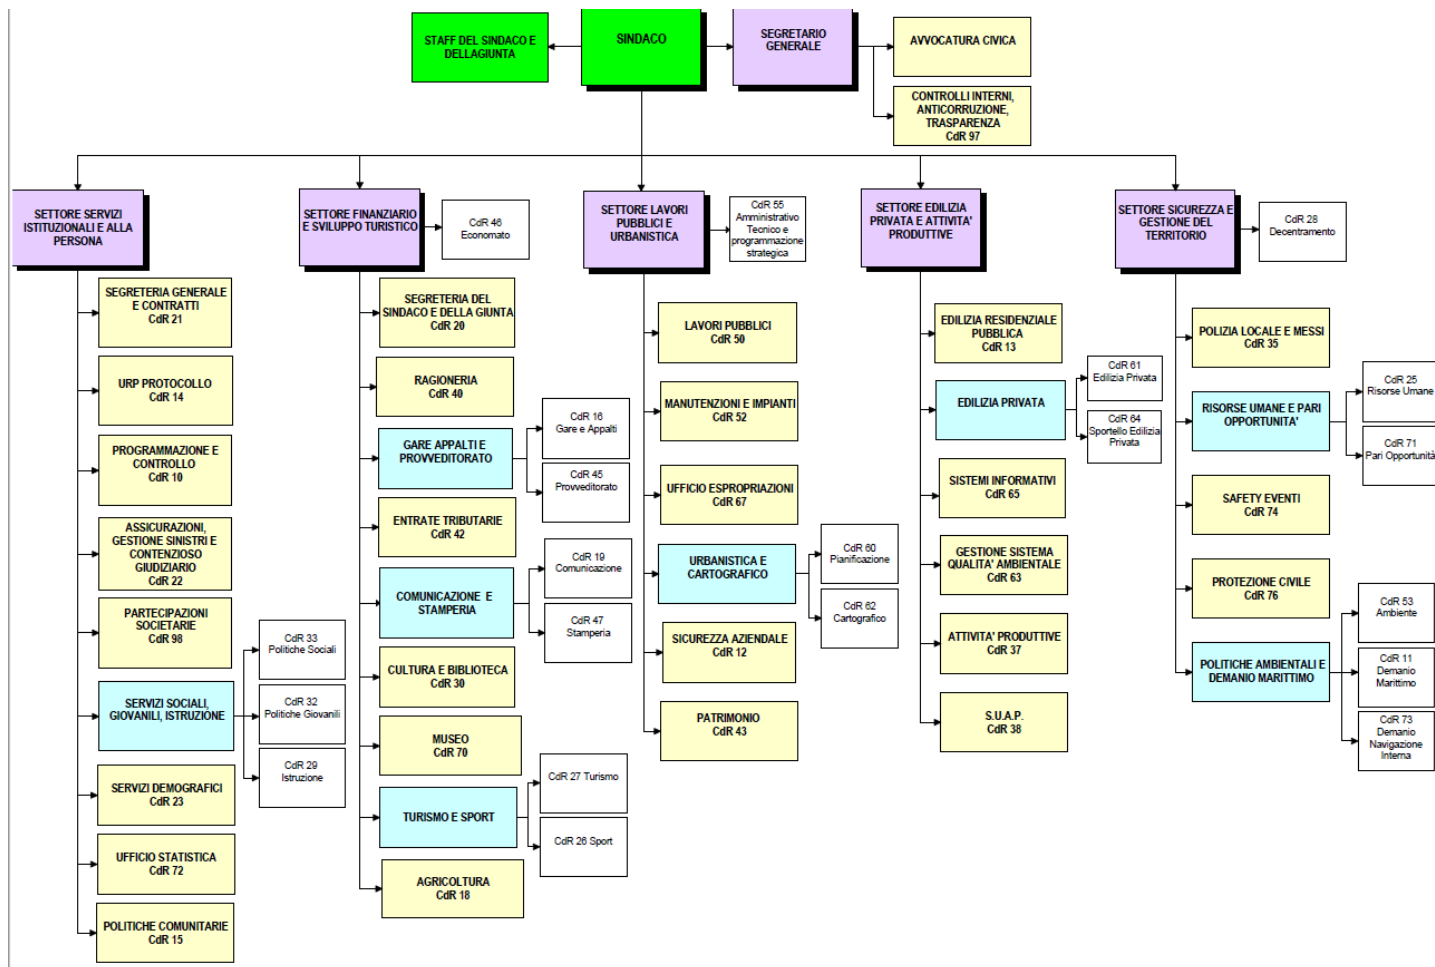 STAFF DEL SINDACO E
DELLAGIUNTA
SINDACO
SEGRETARIO
GENERALE
AVVOCATURA CIVICA
CONTROLLI INTERNI,
ANTICORRUZIONE,
TRASPARENZA
CdR 97
SETTORE SERVIZI
ISTITUZIONALI E ALLA
PERSONA
SEGRETERIA GENERALE
E CONTRATTI
CdR 21
URP PROTOCOLLO
CdR 14
PROGRAMMAZIONE E
CONTROLLO
CdR 10
ASSICURAZIONI,
GESTIONE SINISTRI E
CONTENZIOSO
GIUDIZIARIO
CdR 22
PARTECIPAZIONI
SOCIETARIE
CdR 98
SERVIZI SOCIALI,
GIOVANILI, ISTRUZIONE
CdR 33
Politiche Sociali
CdR 32
Politiche Giovanili
CdR 29
Istruzione
SERVIZI DEMOGRAFICI
CdR 23
UFFICIO STATISTICA
CdR 72
POLITICHE COMUNITARIE
CdR 15
SETTORE FINANZIARIO
E SVILUPPO TURISTICO
CdR 46
Economato
SEGRETERIA DEL
SINDACO E DELLA GIUNTA
CdR 20
RAGIONERIA
CdR 40
GARE APPALTI E
PROVVEDITORATO
CdR 16
Gare e Appalti
CdR 45
Provveditorato
ENTRATE TRIBUTARIE
CdR 42
COMUNICAZIONE E
STAMPERIA
CdR 19
Comunicazione
CdR 47
Stamperia
CULTURA E BIBLIOTECA
CdR 30
MUSEO
CdR 70
TURISMO E SPORT
CdR 27 Turismo
CdR 26 Sport
AGRICOLTURA
CdR 18
SETTORE LAVORI
PUBBLICI E
URBANISTICA
CdR 55
Amministrativo
Tecnico e
programmazione
strategica
LAVORI PUBBLICI
CdR 50
MANUTENZIONI E IMPIANTI
CdR 52
UFFICIO ESPROPRIAZIONI
CdR 67
URBANISTICA E
CARTOGRAFICO
CdR 60
Pianificazione
CdR 62
Cartografico
SICUREZZA AZIENDALE
CdR 12
PATRIMONIO
CdR 43
SETTORE EDILIZIA
PRIVATA E ATTIVITA'
PRODUTTIVE
EDILIZIA RESIDENZIALE
PUBBLICA
CdR 13
EDILIZIA PRIVATA
CdR 61
Edilizia Privata
CdR 64
Sportello Edilizia
Privata
SISTEMI INFORMATIVI
CdR 65
GESTIONE SISTEMA
QUALITA' AMBIENTALE
CdR 63
ATTIVITA' PRODUTTIVE
CdR 37
S.U.A.P.
CdR 38
SETTORE SICUREZZA E
GESTIONE DEL
TERRITORIO
CdR 28
Decentramento
POLIZIA LOCALE E MESSI
CdR 35
RISORSE UMANE E PARI
OPPORTUNITA'
CdR 25
Risorse Umane
CdR 71
Pari Opportunità
SAFETY EVENTI
CdR 74
PROTEZIONE CIVILE
CdR 76
POLITICHE AMBIENTALI E
DEMANIO MARITTIMO
CdR 53
Ambiente
CdR 11
Demanio
Marittimo
CdR 73
Demanio
Navigazione
Interna